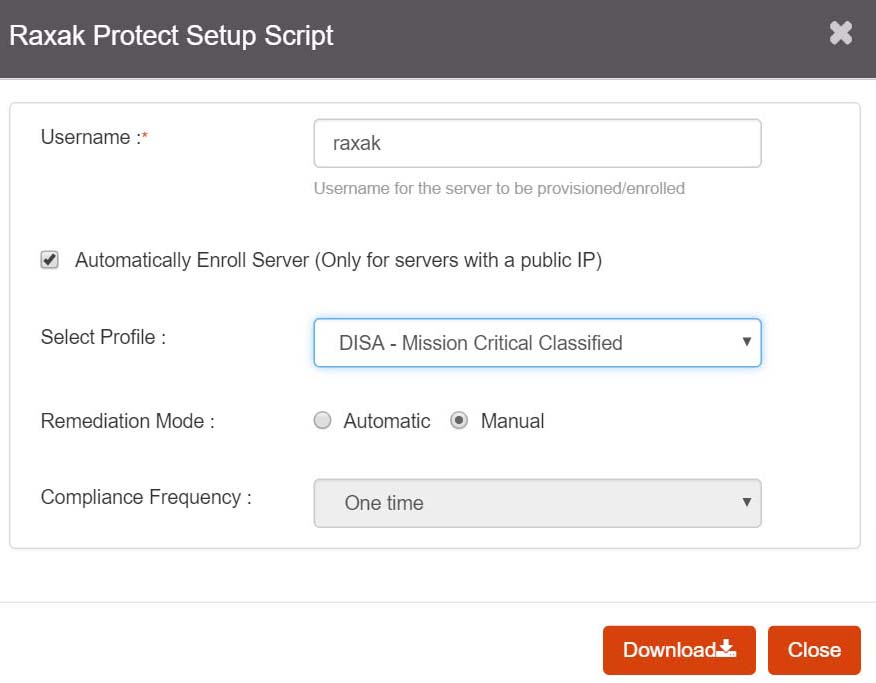 Raxak Protect Setup Script
Username :*
raxak
Username for the server to be provisioned/enrolled
Automatically Enroll Server (Only for servers with a public IP)
Select Profile :
DISA - Mission Critical Classified
Remediation Mode :
Automatic
Manual
Compliance Frequency :
One time
Download
Close